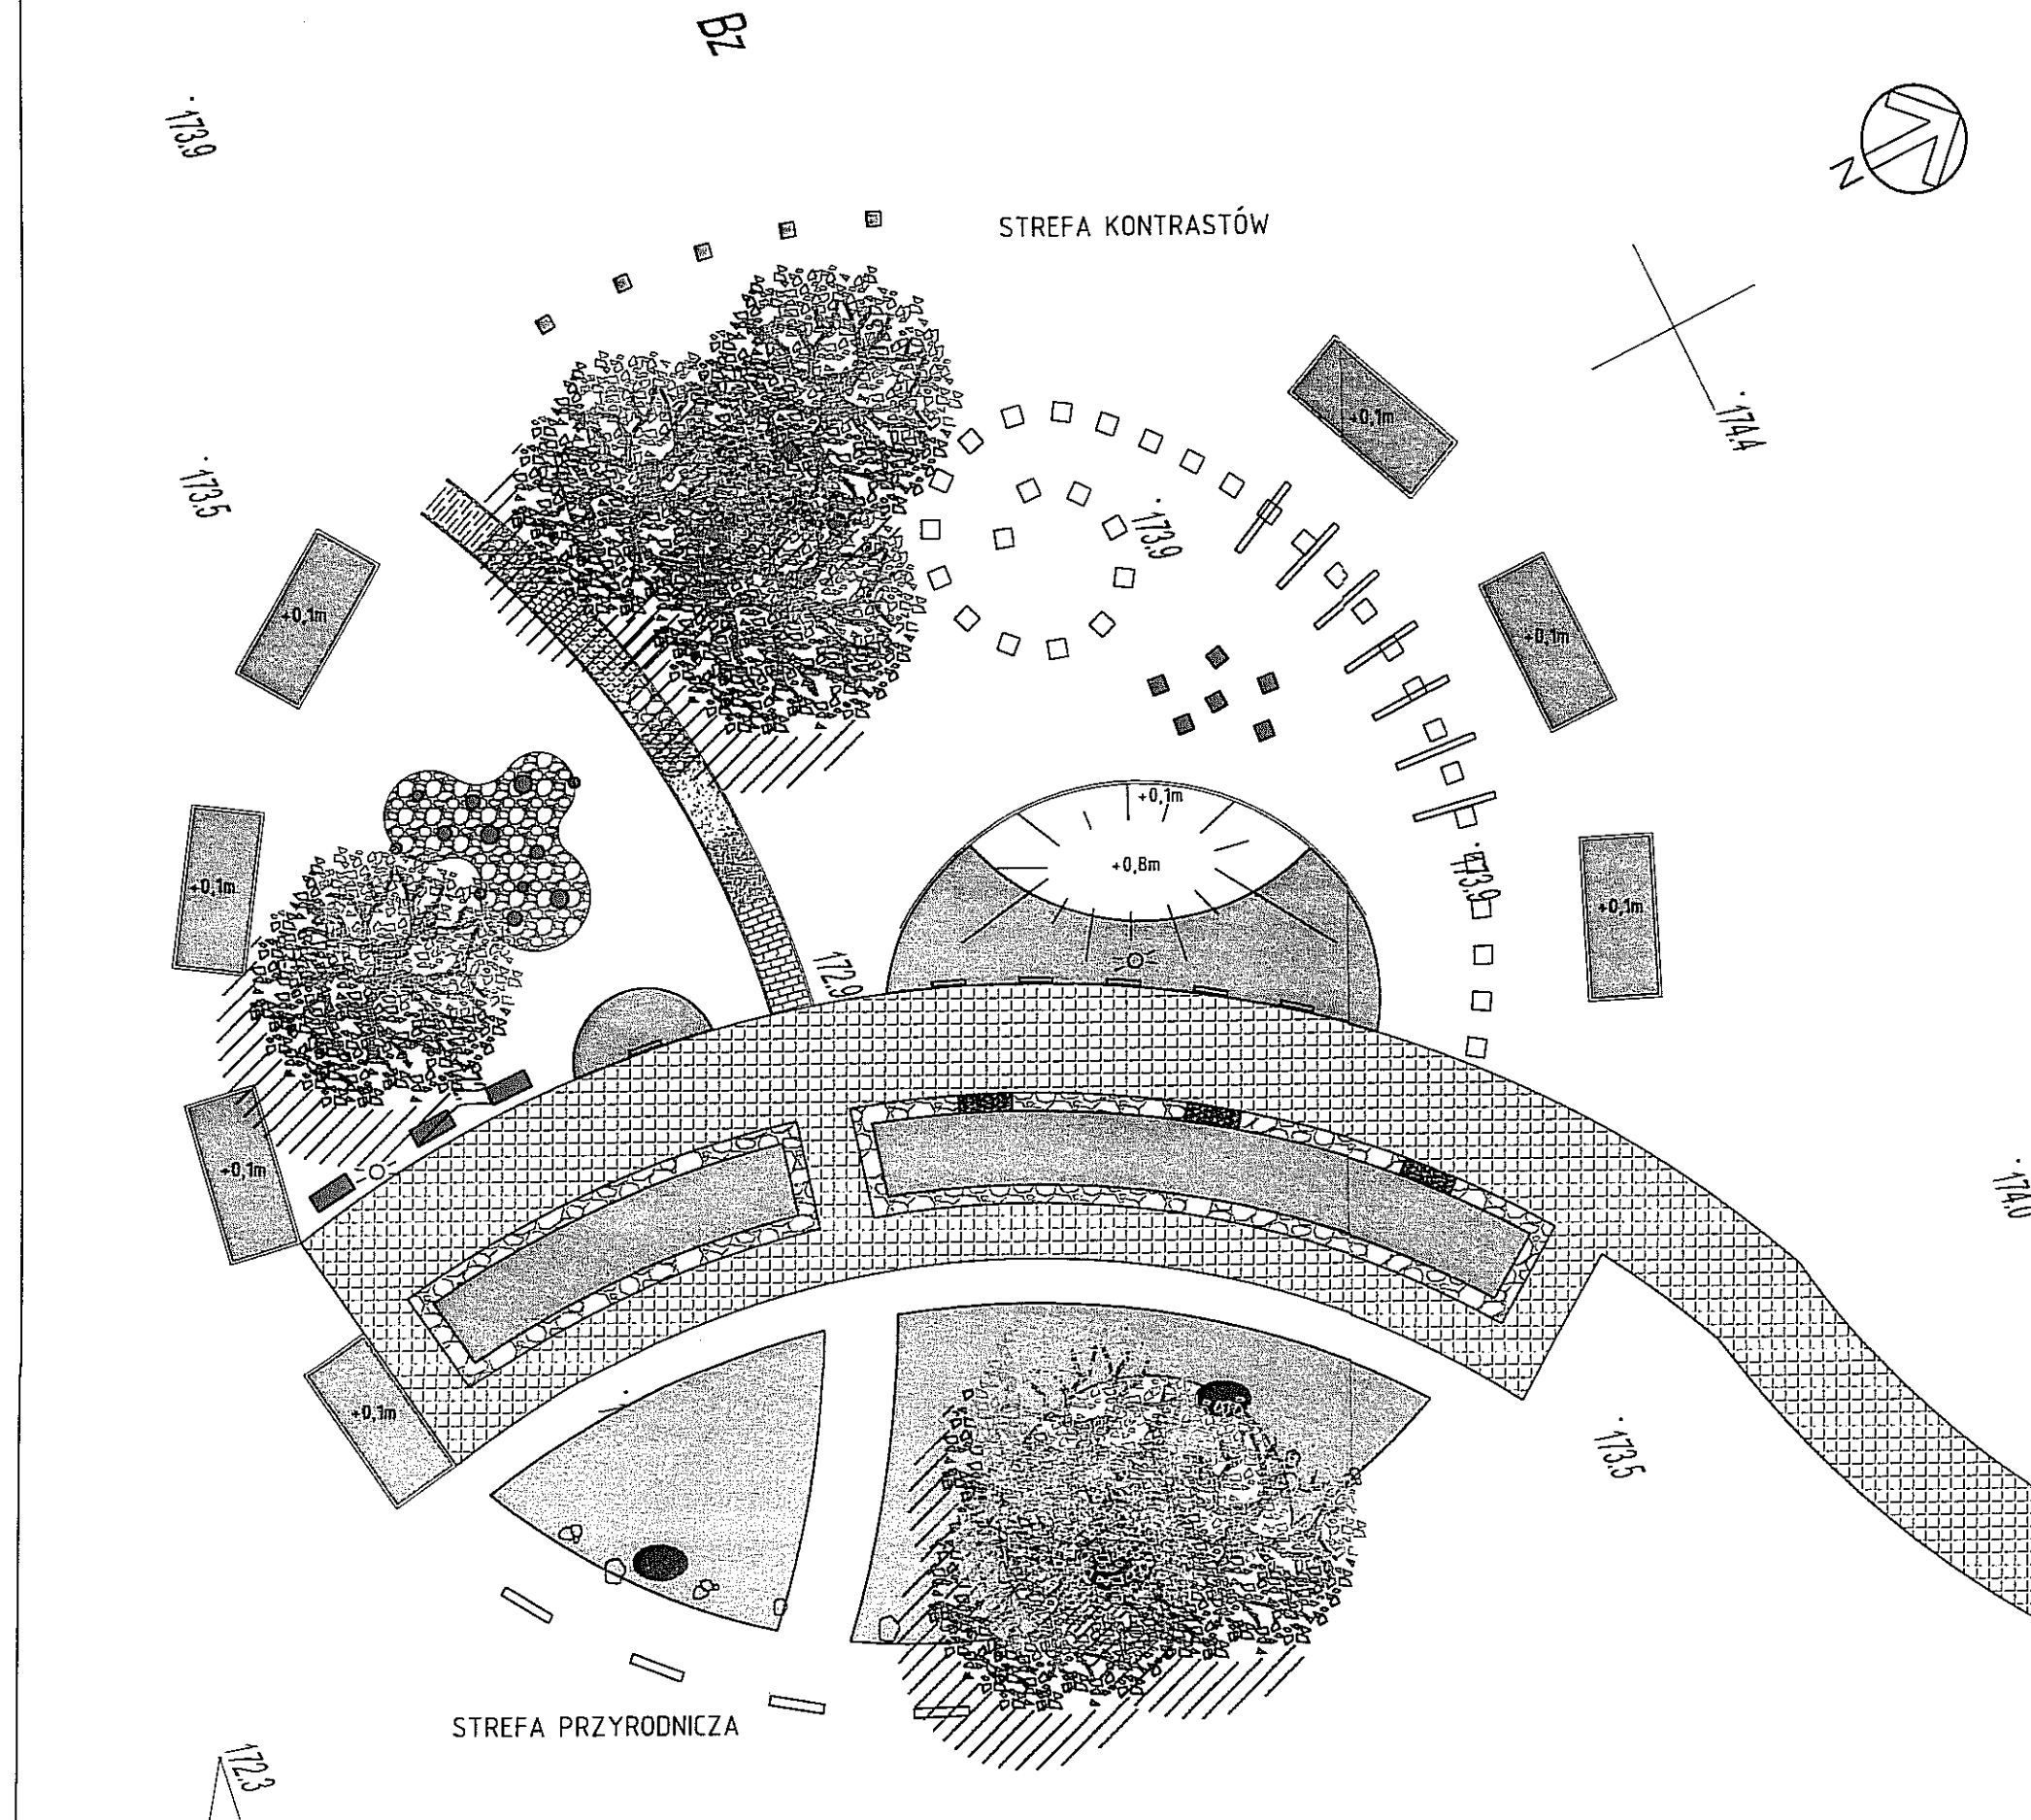 Bz
173.9
N
STREFA KONTRASTÓW
+0,1m
174.4
173.5
173.9
+0,1m
+0,1m
+0,1m
+0,8m
173.9
+0,1m
+0,1m
172.9
+0,1m
174.0
+0,1m
173.5
STREFA PRZYRODNICZA
172.3